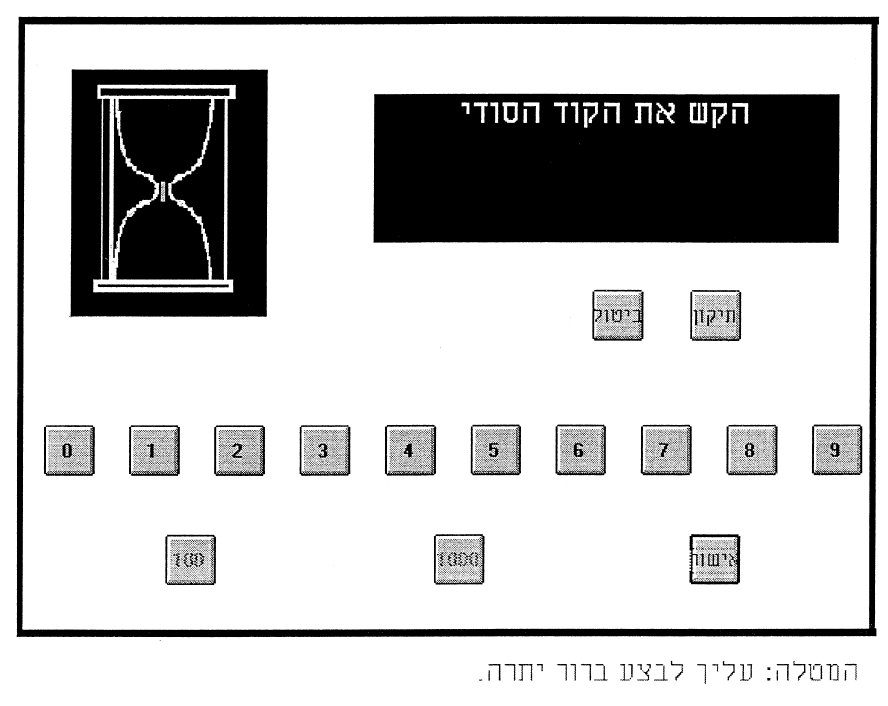 הקש את הקוד הסודי
ביטול תיקון
0 1 2 3 4 5 6 7 8 9
100 1000 אישור
המטלה: עליך לבצע ברור יתרה.